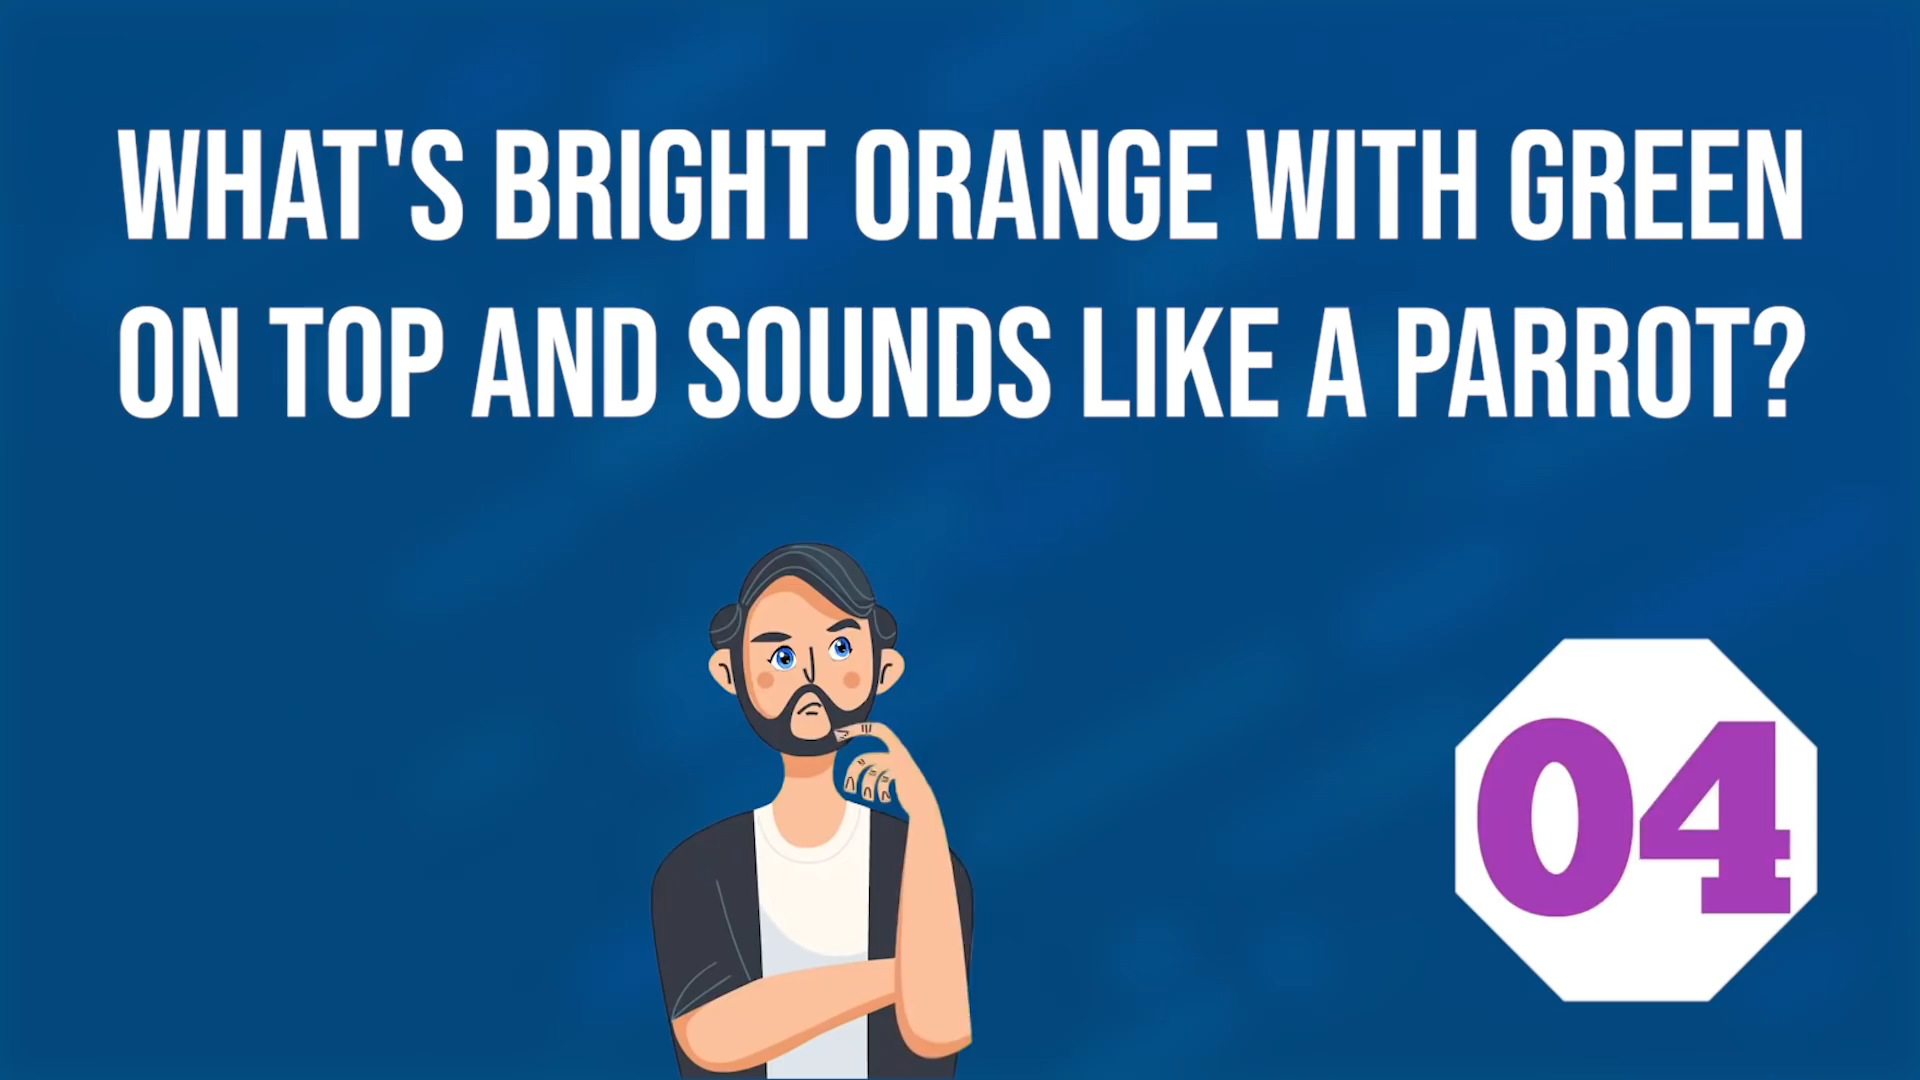 WHAT'S BRIGHT ORANGE WITH GREEN
ON TOP AND SOUNDS LIKE A PARROT?
04